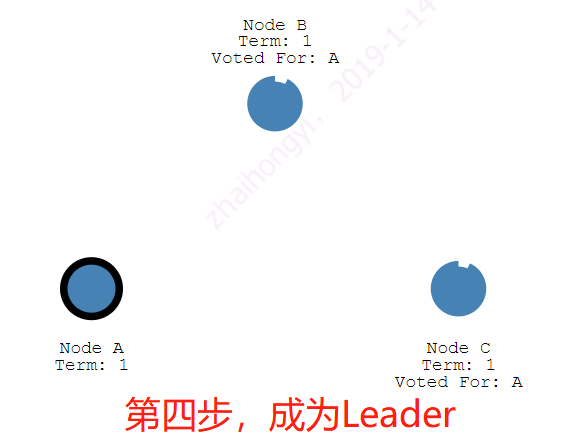 Node B
Term: 1
Voted For: A
zhaihongyi, 2019-1-14
Node A
Term: 1
Node C
Term: 1
Voted For: A
第四步，成为Leader